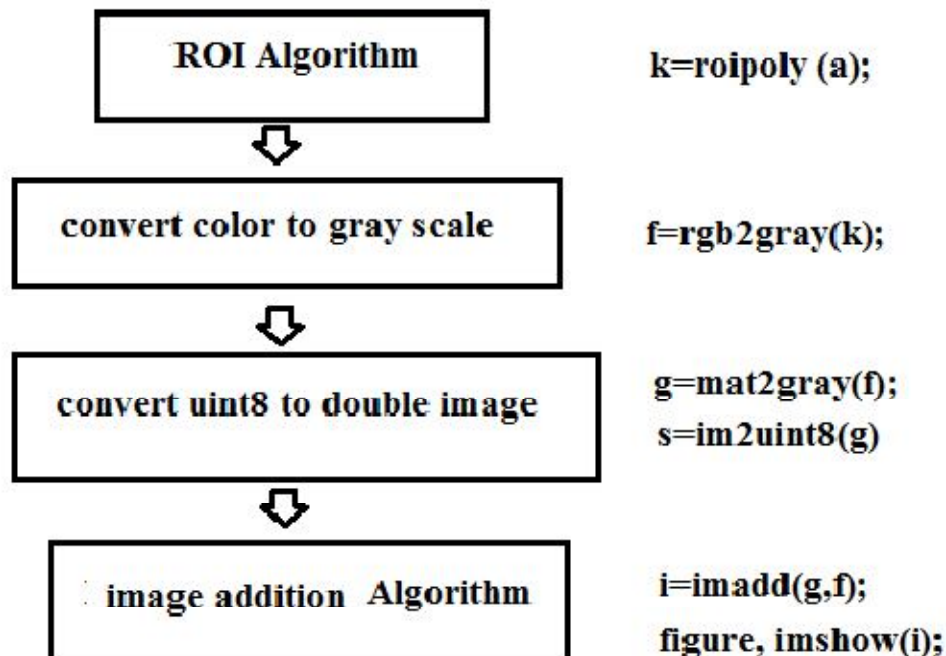 ROI Algorithm
k=roipoly (a);
convert color to gray scale
f=rgb2gray(k);
convert uint8 to double image
g=mat2gray(f);
s=im2uint8(g)
image addition Algorithm
i=imadd(g,f);
figure, imshow(i);